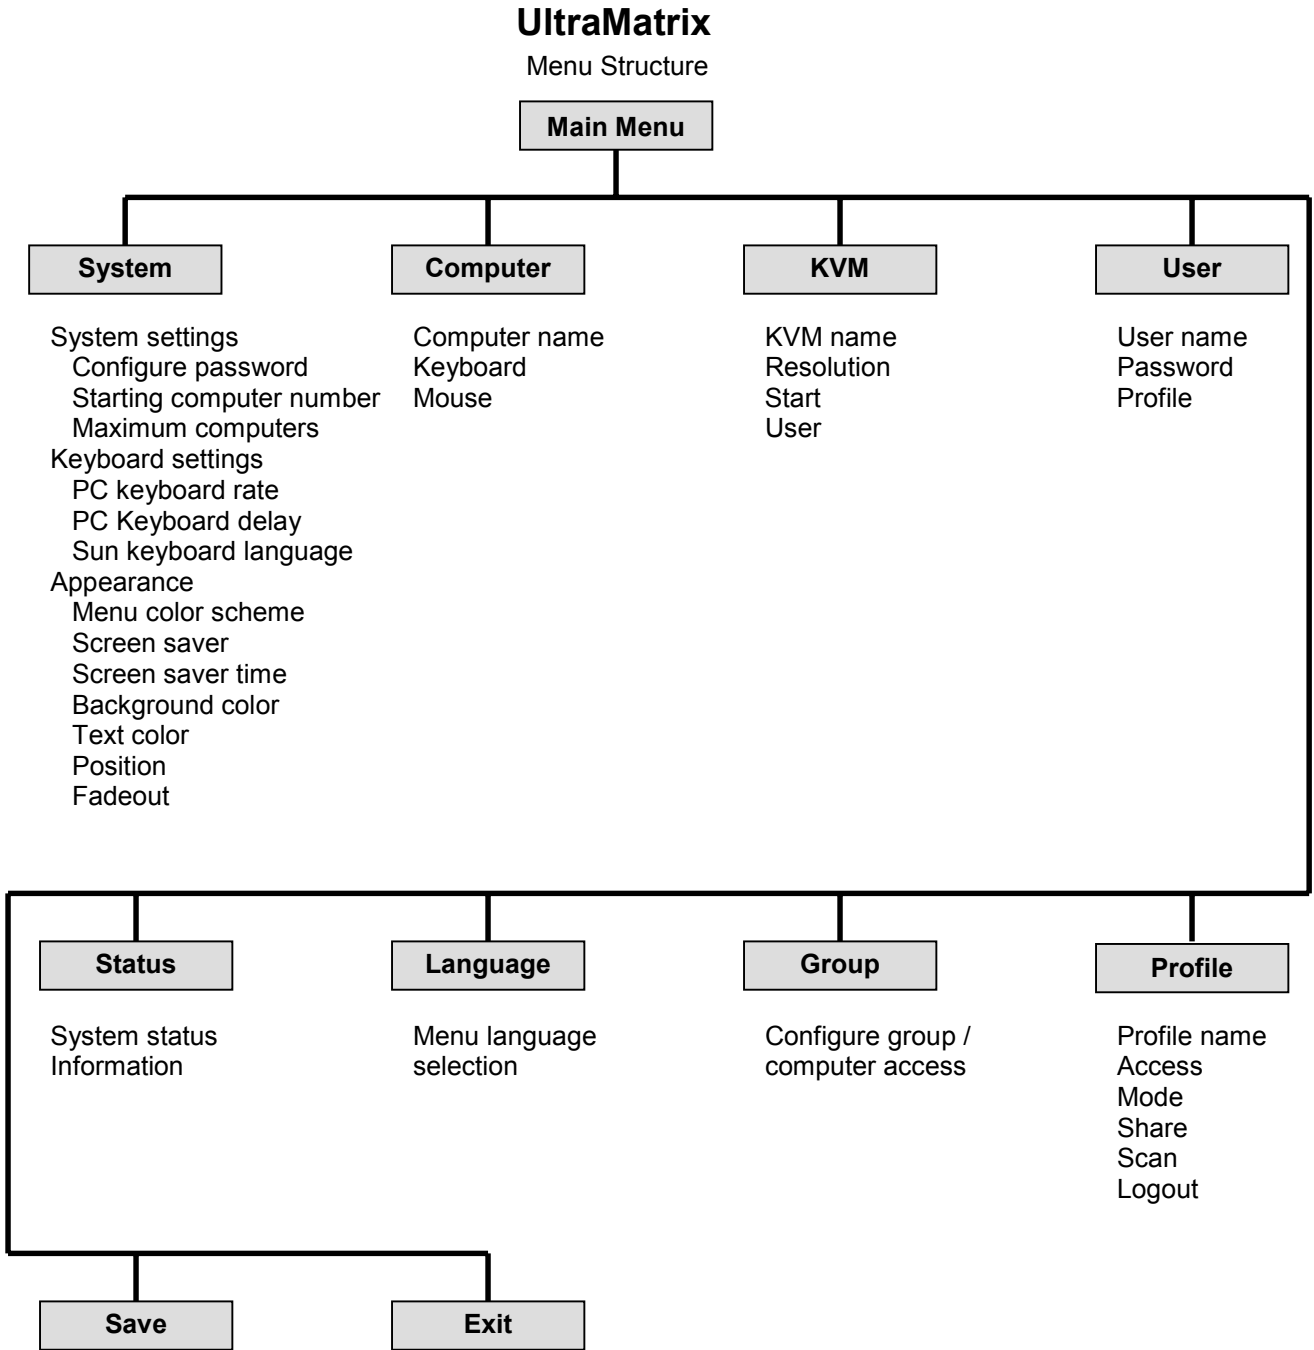 UltraMatrix
Menu Structure
Main Menu
System
Computer
KVM
User
System settings
Configure password
Starting computer number
Maximum computers
Keyboard settings
PC keyboard rate
PC Keyboard delay
Sun keyboard language
Appearance
Menu color scheme
Screen saver
Screen saver time
Background color
Text color
Position
Fadeout
Computer name
Keyboard
Mouse
KVM name
Resolution
Start
User
User name
Password
Profile
Status
Language
Group
Profile
System status
Information
Menu language
selection
Configure group /
computer access
Profile name
Access
Mode
Share
Scan
Logout
Save
Exit